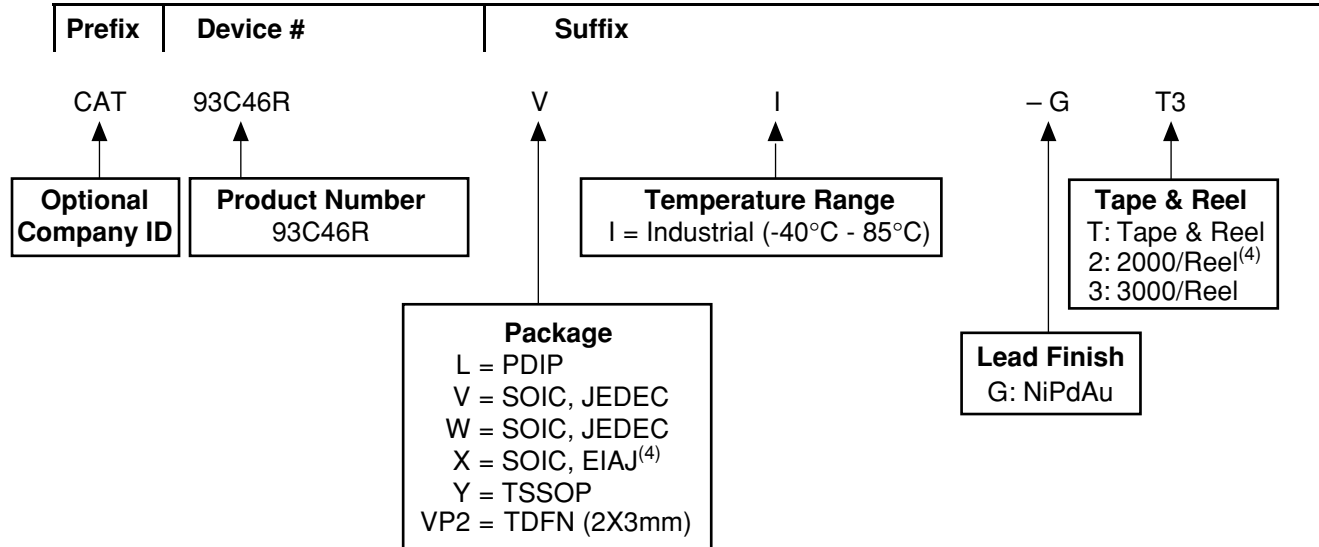 Prefix Device # Suffix
CAT 93C46R V I – G T3
Optional
Company ID
Product Number
93C46R
Temperature Range
I = Industrial (-40°C - 85°C)
Tape & Reel
T: Tape & Reel
2: 2000/Reel(4)
3: 3000/Reel
Package
L = PDIP
V = SOIC, JEDEC
W = SOIC, JEDEC
X = SOIC, EIAJ(4)
Y = TSSOP
VP2 = TDFN (2X3mm)
Lead Finish
G: NiPdAu